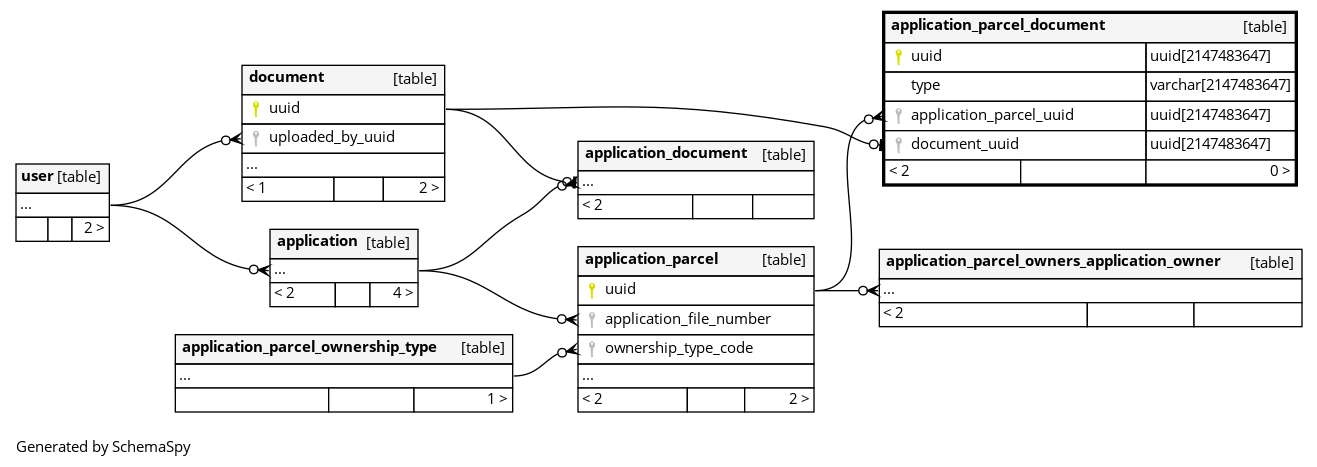 application_parcel_document [table]
uuid uuid[2147483647]
type varchar[2147483647]
application_parcel_uuid uuid[2147483647]
document_uuid uuid[2147483647]
< 2 0 >
document [table]
uuid
uploaded_by_uuid
...
< 1 2 >
user [table]
...
2 >
application_document [table]
...
< 2
application [table]
...
< 2 4 >
application_parcel [table]
uuid
application_file_number
ownership_type_code
...
< 2 2 >
application_parcel_owners_application_owner [table]
...
< 2
application_parcel_ownership_type [table]
...
1 >
Generated by SchemaSpy